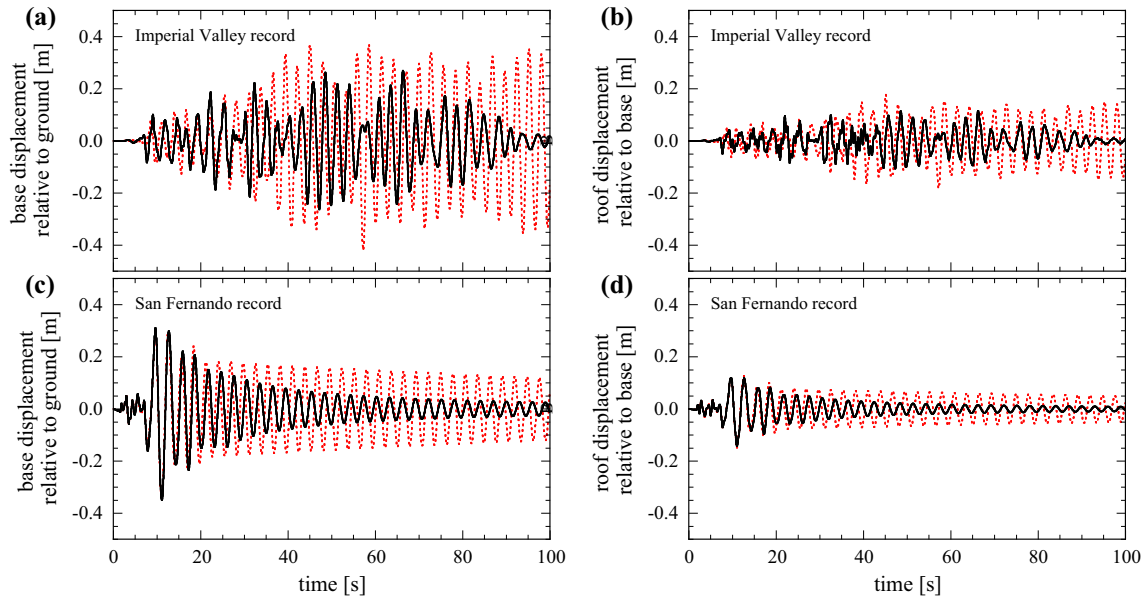 (a)
Imperial Valley record
base displacement
relative to ground [m]
0.4
0.2
0.0
-0.2
-0.4
(b)
Imperial Valley record
roof displacement
relative to base [m]
0.4
0.2
0.0
-0.2
-0.4
(c)
San Fernando record
base displacement
relative to ground [m]
0.4
0.2
0.0
-0.2
-0.4
0 20 40 60 80 100
time [s]
(d)
San Fernando record
roof displacement
relative to base [m]
0.4
0.2
0.0
-0.2
-0.4
0 20 40 60 80 100
time [s]